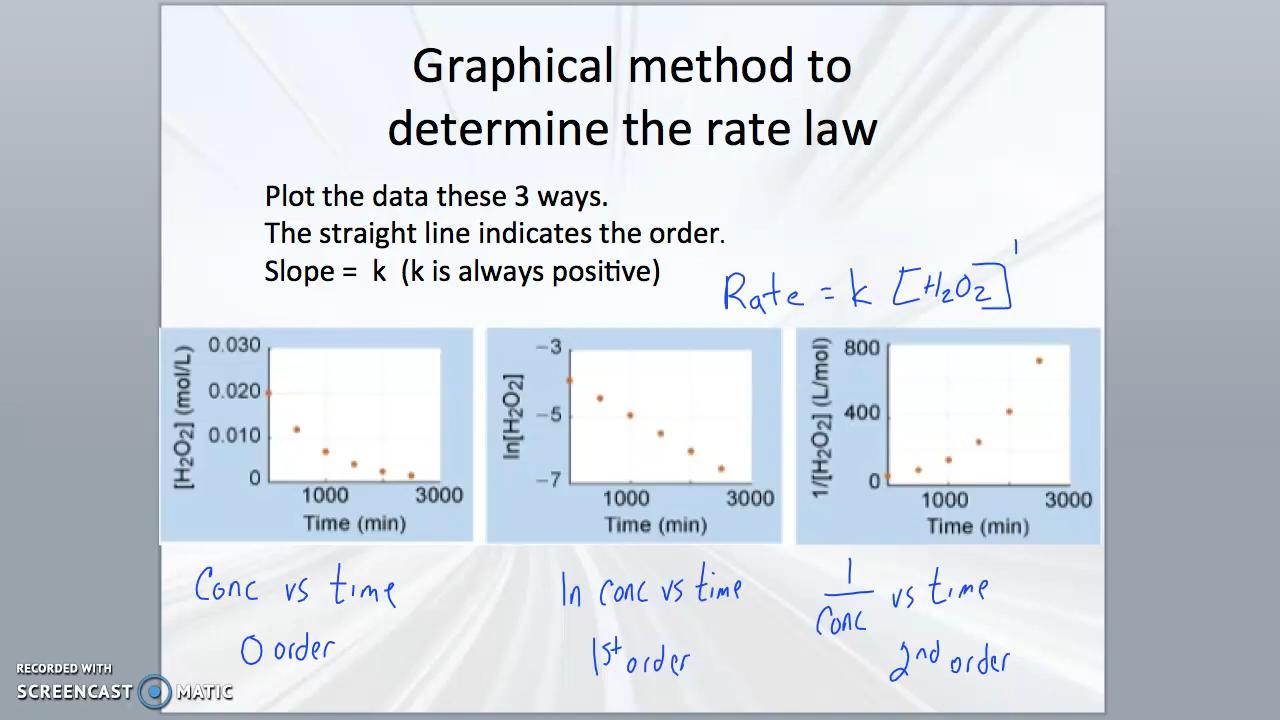 Graphical method to
determine the rate law
Plot the data these 3 ways.
The straight line indicates the order.
Slope = k (k is always positive)
Rate = k [H₂O₂]¹
[H₂O₂] (mol/L)
0.030
0.020
0.010
0
1000
3000
Time (min)
ln[H₂O₂]
−3
−5
−7
1000
3000
Time (min)
1/[H₂O₂] (L/mol)
800
400
0
1000
3000
Time (min)
Conc vs time
0 order
ln conc vs time
1st order
1
conc vs time
2nd order
RECORDED WITH
SCREENCAST MATIC